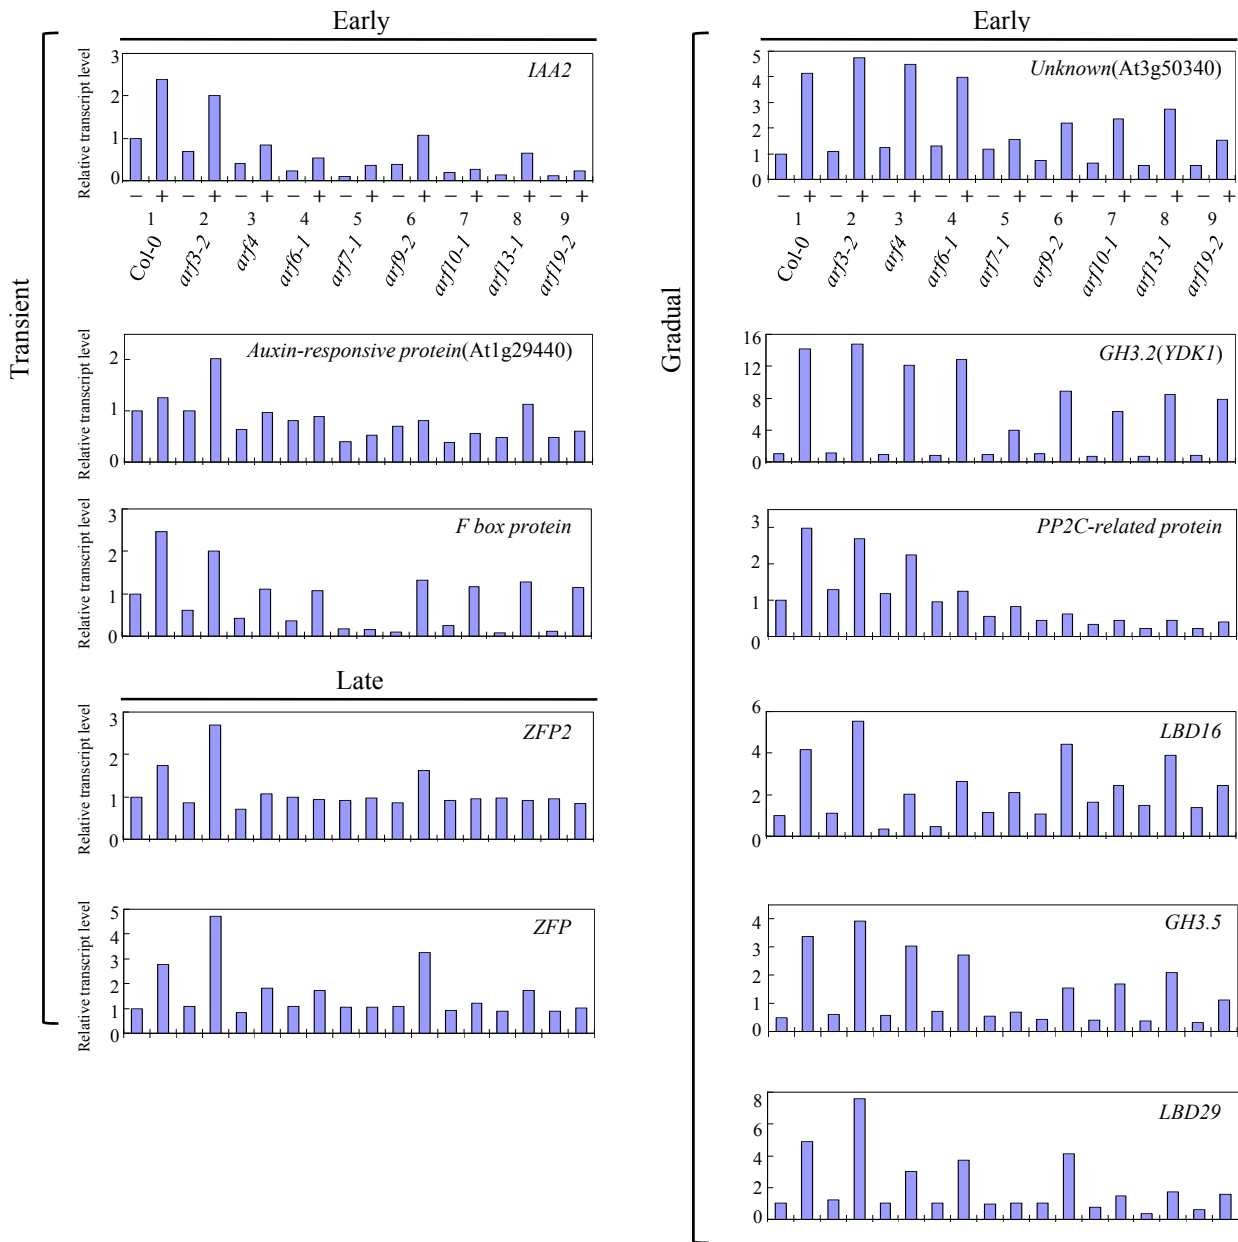 Early
Transient
Relative transcript level
3
2
1
0
IAA2
− + − + − + − + − + − + − + − + − +
1 2 3 4 5 6 7 8 9
Col-0 arf3-2 arf4 arf6-1 arf7-1 arf9-2 arf10-1 arf13-1 arf19-2
Relative transcript level
2
1
0
Auxin-responsive protein(At1g29440)
Relative transcript level
3
2
1
0
F box protein
Late
Relative transcript level
3
2
1
0
ZFP2
Relative transcript level
5
4
3
2
1
0
ZFP
Early
Gradual
5
4
3
2
1
0
Unknown(At3g50340)
− + − + − + − + − + − + − + − + − +
1 2 3 4 5 6 7 8 9
Col-0 arf3-2 arf4 arf6-1 arf7-1 arf9-2 arf10-1 arf13-1 arf19-2
16
12
8
4
0
GH3.2(YDK1)
3
2
1
0
PP2C-related protein
6
4
2
0
LBD16
4
3
2
1
0
GH3.5
8
6
4
2
0
LBD29